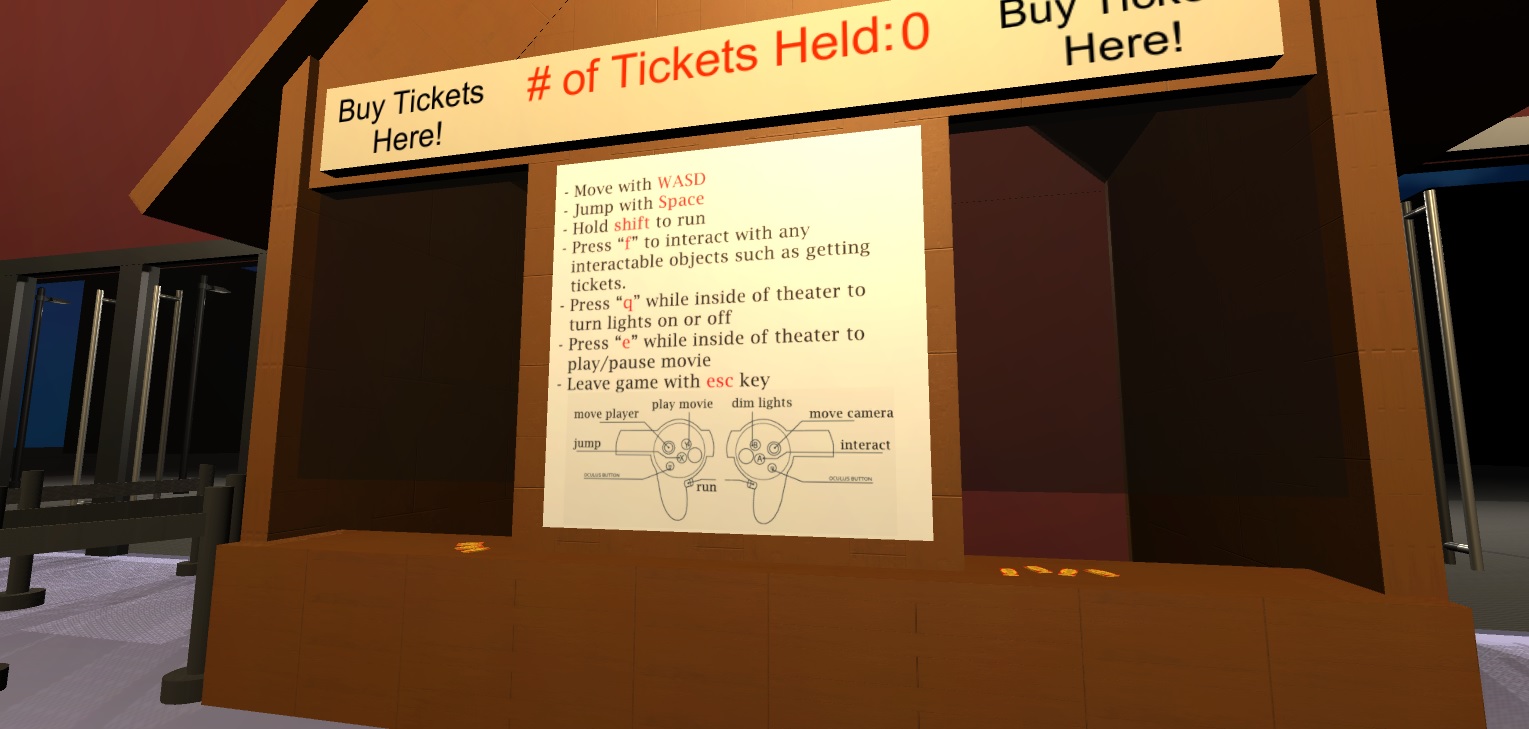 Buy Tickets
Here!
# of Tickets Held:0
Buy
Here!
- Move with WASD
- Jump with Space
- Hold shift to run
- Press “f” to interact with any
interactable objects such as getting
tickets.
- Press “q” while inside of theater to
turn lights on or off
- Press “e” while inside of theater to
play/pause movie
- Leave game with esc key
play movie dim lights
move player move camera
jump interact
Y B
X A
OCULUS BUTTON OCULUS BUTTON
run